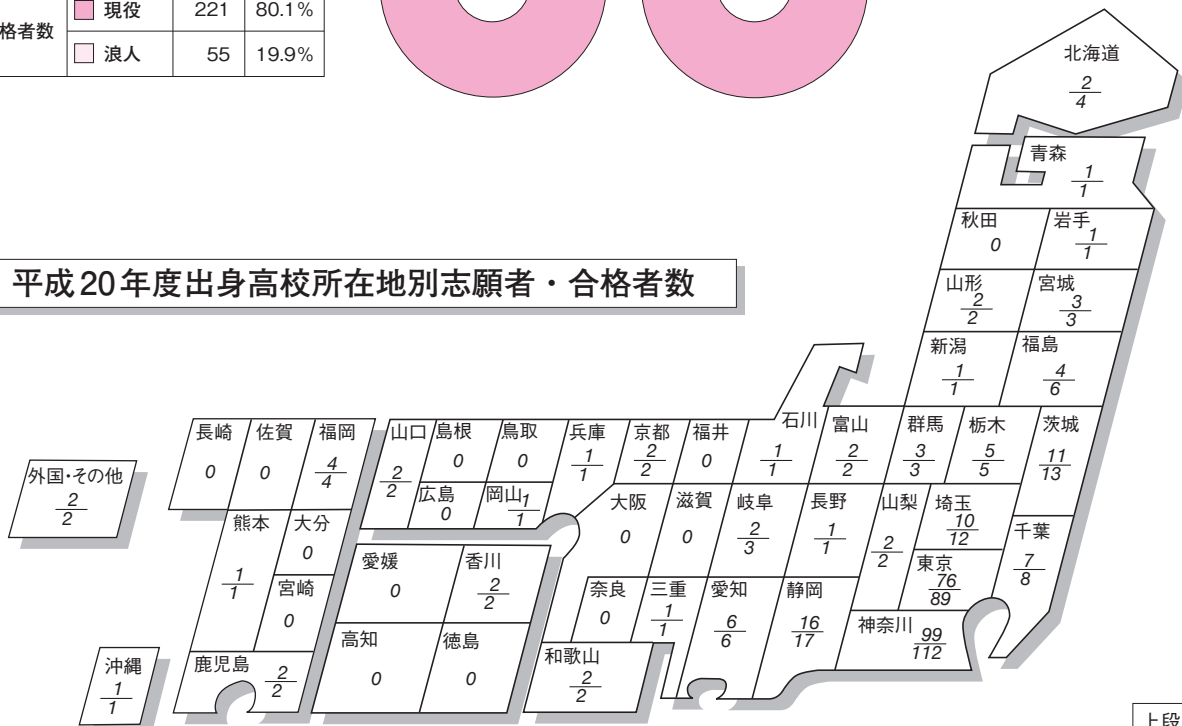 現役 221 80.1%
格者数
浪人 55 19.9%
平成20年度出身高校所在地別志願者・合格者数
北海道
2
4
青森
1
1
秋田
0
岩手
1
1
山形
2
2
宮城
3
3
新潟
1
1
福島
4
6
長崎
0
佐賀
0
福岡
4
4
山口
2
2
島根
0
鳥取
0
兵庫
1
1
京都
2
2
福井
0
石川
1
1
富山
2
2
群馬
3
3
栃木
5
5
茨城
11
13
外国・その他
2
2
広島
0
岡山
1
1
大阪
0
滋賀
0
岐阜
2
3
長野
1
1
山梨
2
2
埼玉
10
12
千葉
7
8
熊本
1
1
大分
0
宮崎
0
愛媛
0
香川
2
2
奈良
0
三重
1
1
愛知
6
6
静岡
16
17
東京
76
89
神奈川
99
112
沖縄
1
1
鹿児島
2
2
高知
0
徳島
0
和歌山
2
2
上段